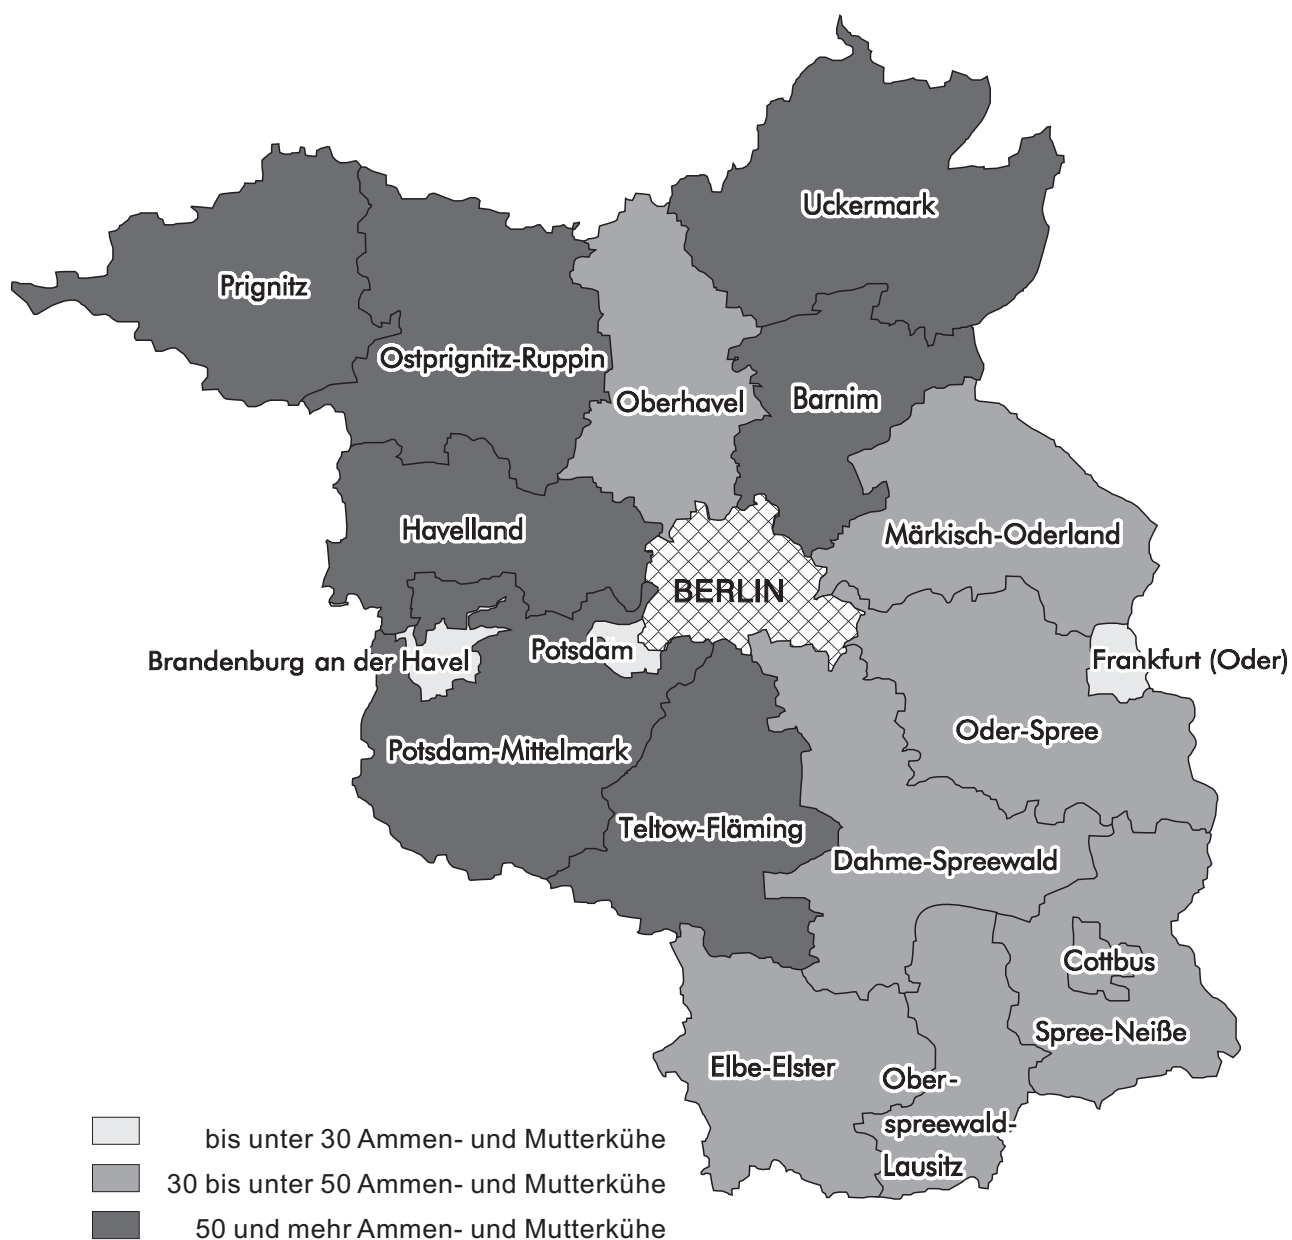 Uckermark
Prignitz
Ostprignitz-Ruppin
Oberhavel
Barnim
Havelland
Märkisch-Oderland
BERLIN
Potsdam
Brandenburg an der Havel
Frankfurt (Oder)
Oder-Spree
Potsdam-Mittelmark
Teltow-Fläming
Dahme-Spreewald
Cottbus
Spree-Neiße
Elbe-Elster
Ober-
spreewald-
Lausitz
bis unter 30 Ammen- und Mutterkühe
30 bis unter 50 Ammen- und Mutterkühe
50 und mehr Ammen- und Mutterkühe